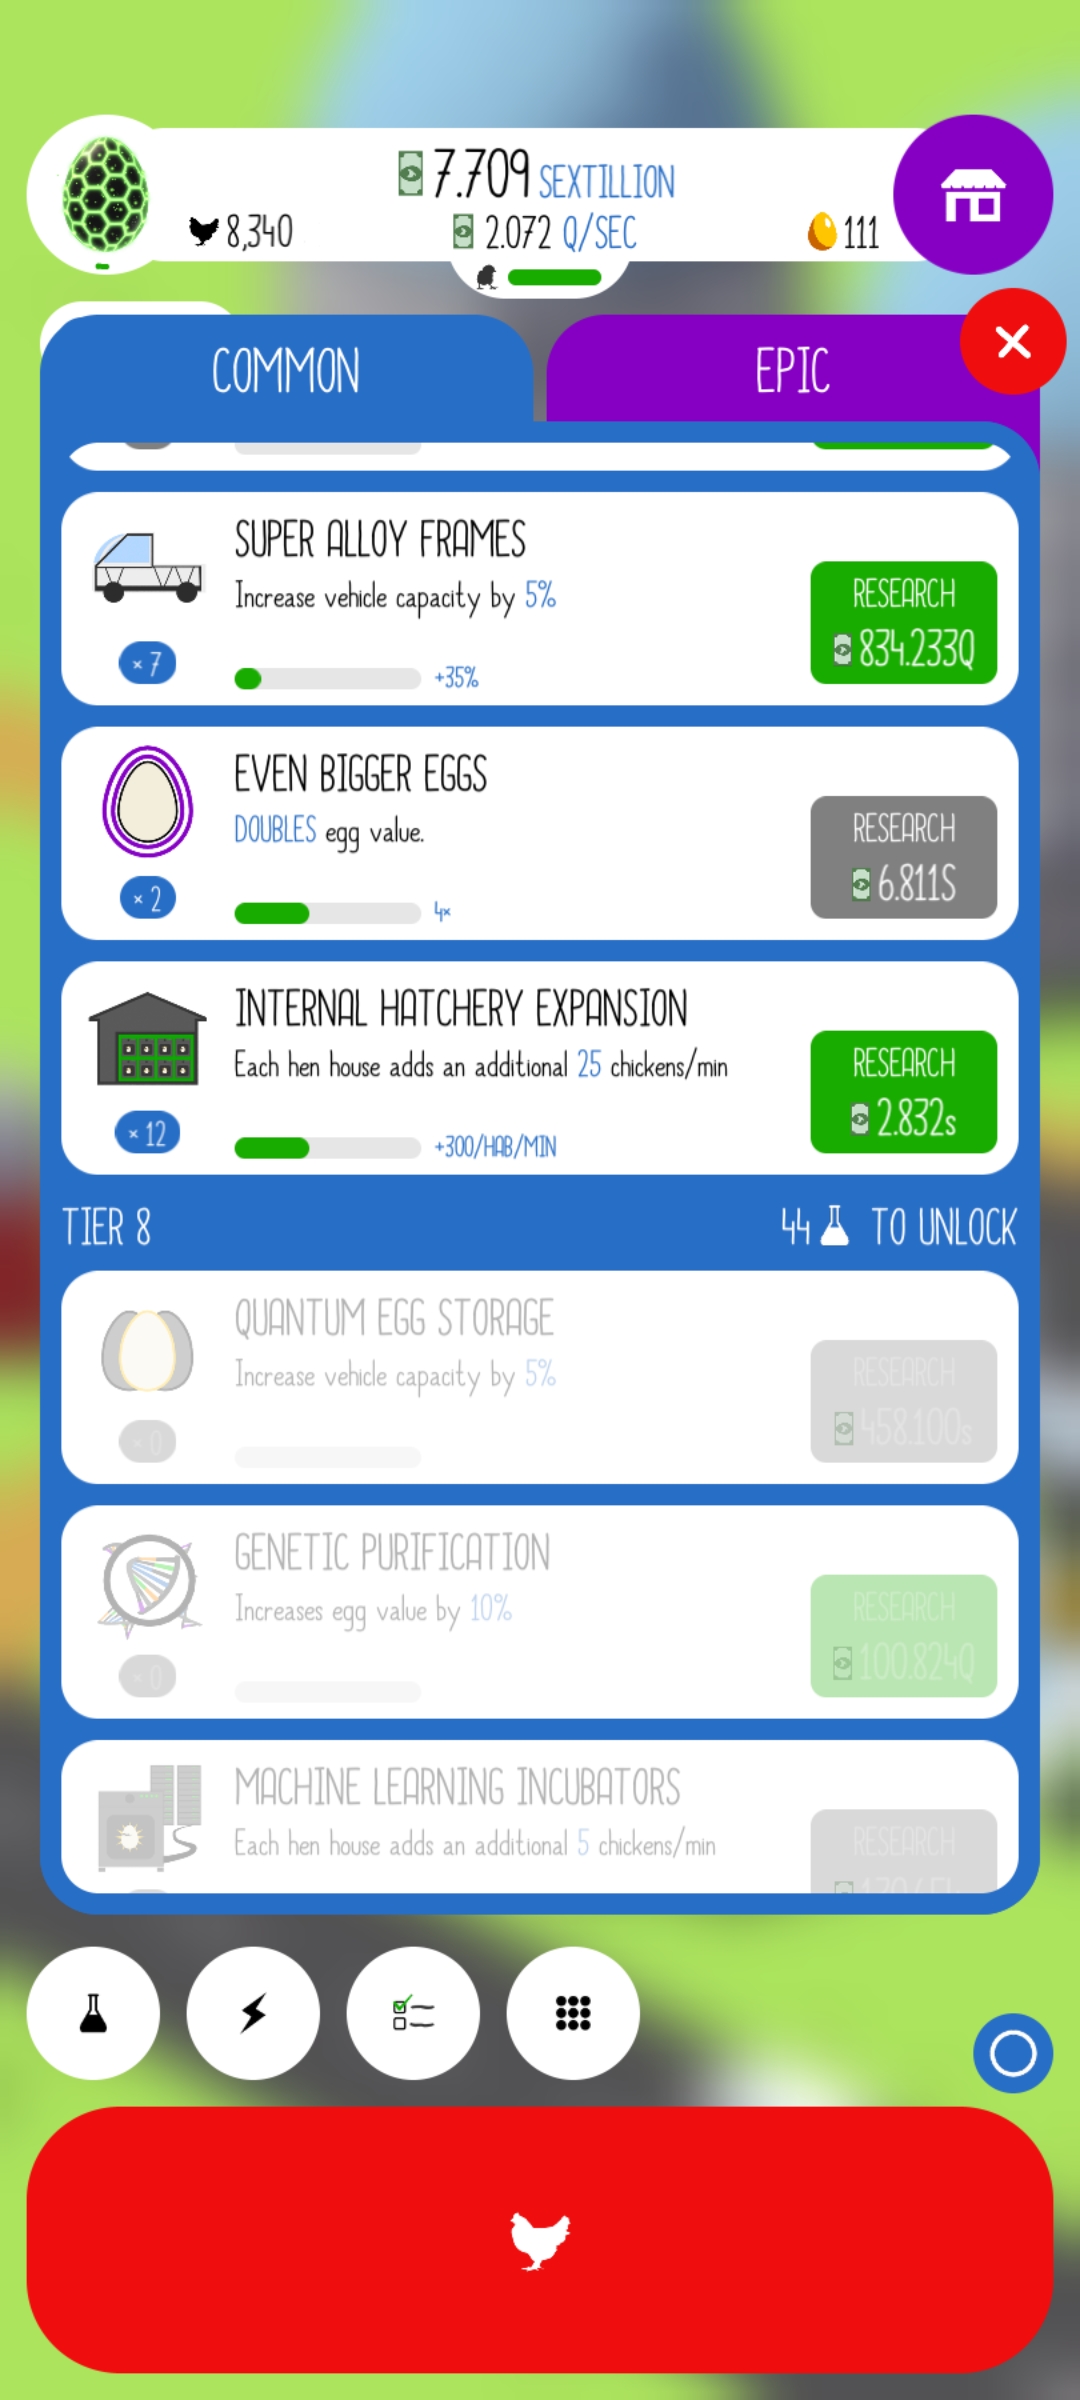 7.709 SEXTILLION
8,340
2.072 Q/SEC
111
COMMON
EPIC
SUPER ALLOY FRAMES
Increase vehicle capacity by 5%
RESEARCH
834.233Q
× 7
+35%
EVEN BIGGER EGGS
DOUBLES egg value.
RESEARCH
6.811S
× 2
4×
INTERNAL HATCHERY EXPANSION
Each hen house adds an additional 25 chickens/min
RESEARCH
2.832s
× 12
+300/HAB/MIN
TIER 8
44 TO UNLOCK
QUANTUM EGG STORAGE
Increase vehicle capacity by 5%
RESEARCH
458.100s
× 0
GENETIC PURIFICATION
Increases egg value by 10%
RESEARCH
100.824Q
× 0
MACHINE LEARNING INCUBATORS
Each hen house adds an additional 5 chickens/min
RESEARCH